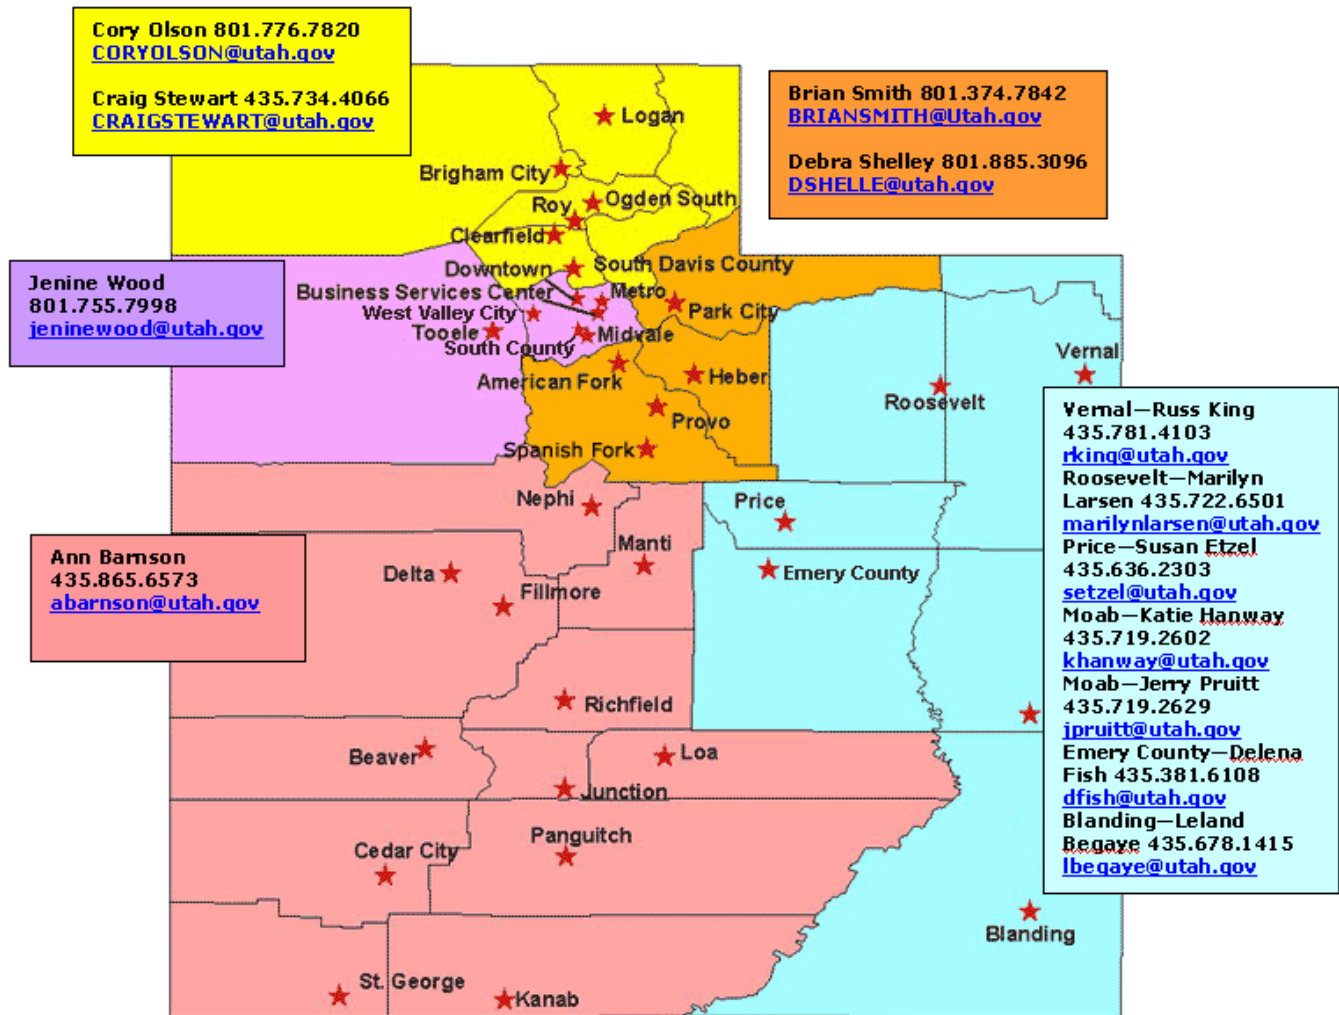 Cory Olson 801.776.7820
CORYOLSON@utah.gov
Craig Stewart 435.734.4066
CRAIGSTEWART@utah.gov
Brian Smith 801.374.7842
BRIANSMITH@Utah.gov
Debra Shelley 801.885.3096
DSHELLE@utah.gov
Logan
Brigham City
Ogden South
Roy
Clearfield
Downtown
South Davis County
Business Services Center
Metro
West Valley City
Park City
Tooele
Midvale
South County
American Fork
Heber
Provo
Spanish Fork
Jenine Wood
801.755.7998
jeninewood@utah.gov
Vernal
Roosevelt
Vernal—Russ King
435.781.4103
rking@utah.gov
Roosevelt—Marilyn
Larsen 435.722.6501
marilynlarsen@utah.gov
Price—Susan Etzel
435.636.2303
setzel@utah.gov
Moab—Katie Hanway
435.719.2602
khanway@utah.gov
Moab—Jerry Pruitt
435.719.2629
jpruitt@utah.gov
Emery County—Delena
Fish 435.381.6108
dfish@utah.gov
Blanding—Leland
Begaye 435.678.1415
lbegaye@utah.gov
Nephi
Price
Manti
Emery County
Delta
Fillmore
Ann Barnson
435.865.6573
abarnson@utah.gov
Richfield
Beaver
Loa
Junction
Panguitch
Cedar City
Blanding
St. George
Kanab